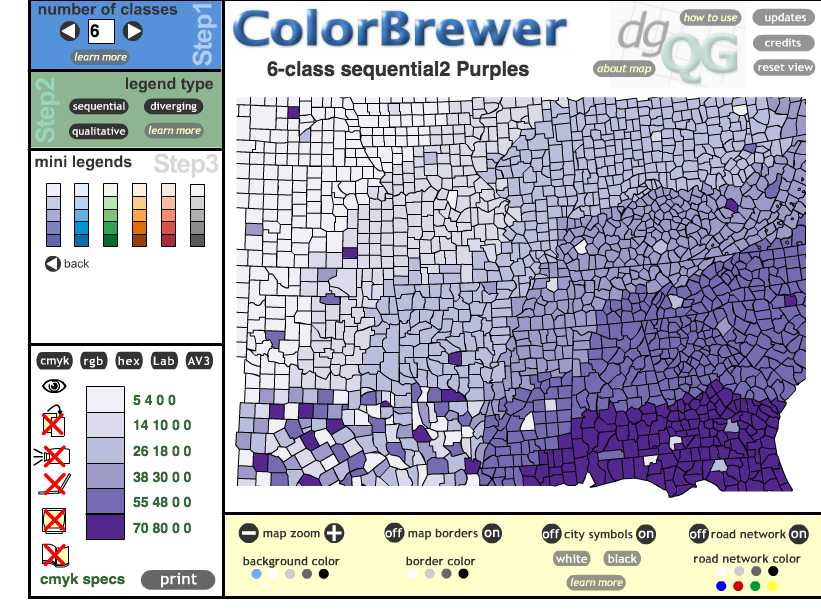 number of classes
6
learn more
Step1
Step2
legend type
sequential
diverging
qualitative
learn more
mini legends
Step3
back
cmyk
rgb
hex
Lab
AV3
5 4 0 0
14 10 0 0
26 18 0 0
38 30 0 0
55 48 0 0
70 80 0 0
cmyk specs
print
ColorBrewer
6-class sequential2 Purples
dg
QG
how to use
about map
updates
credits
reset view
map zoom
background color
off map borders on
border color
off city symbols on
white
black
learn more
off road network on
road network color